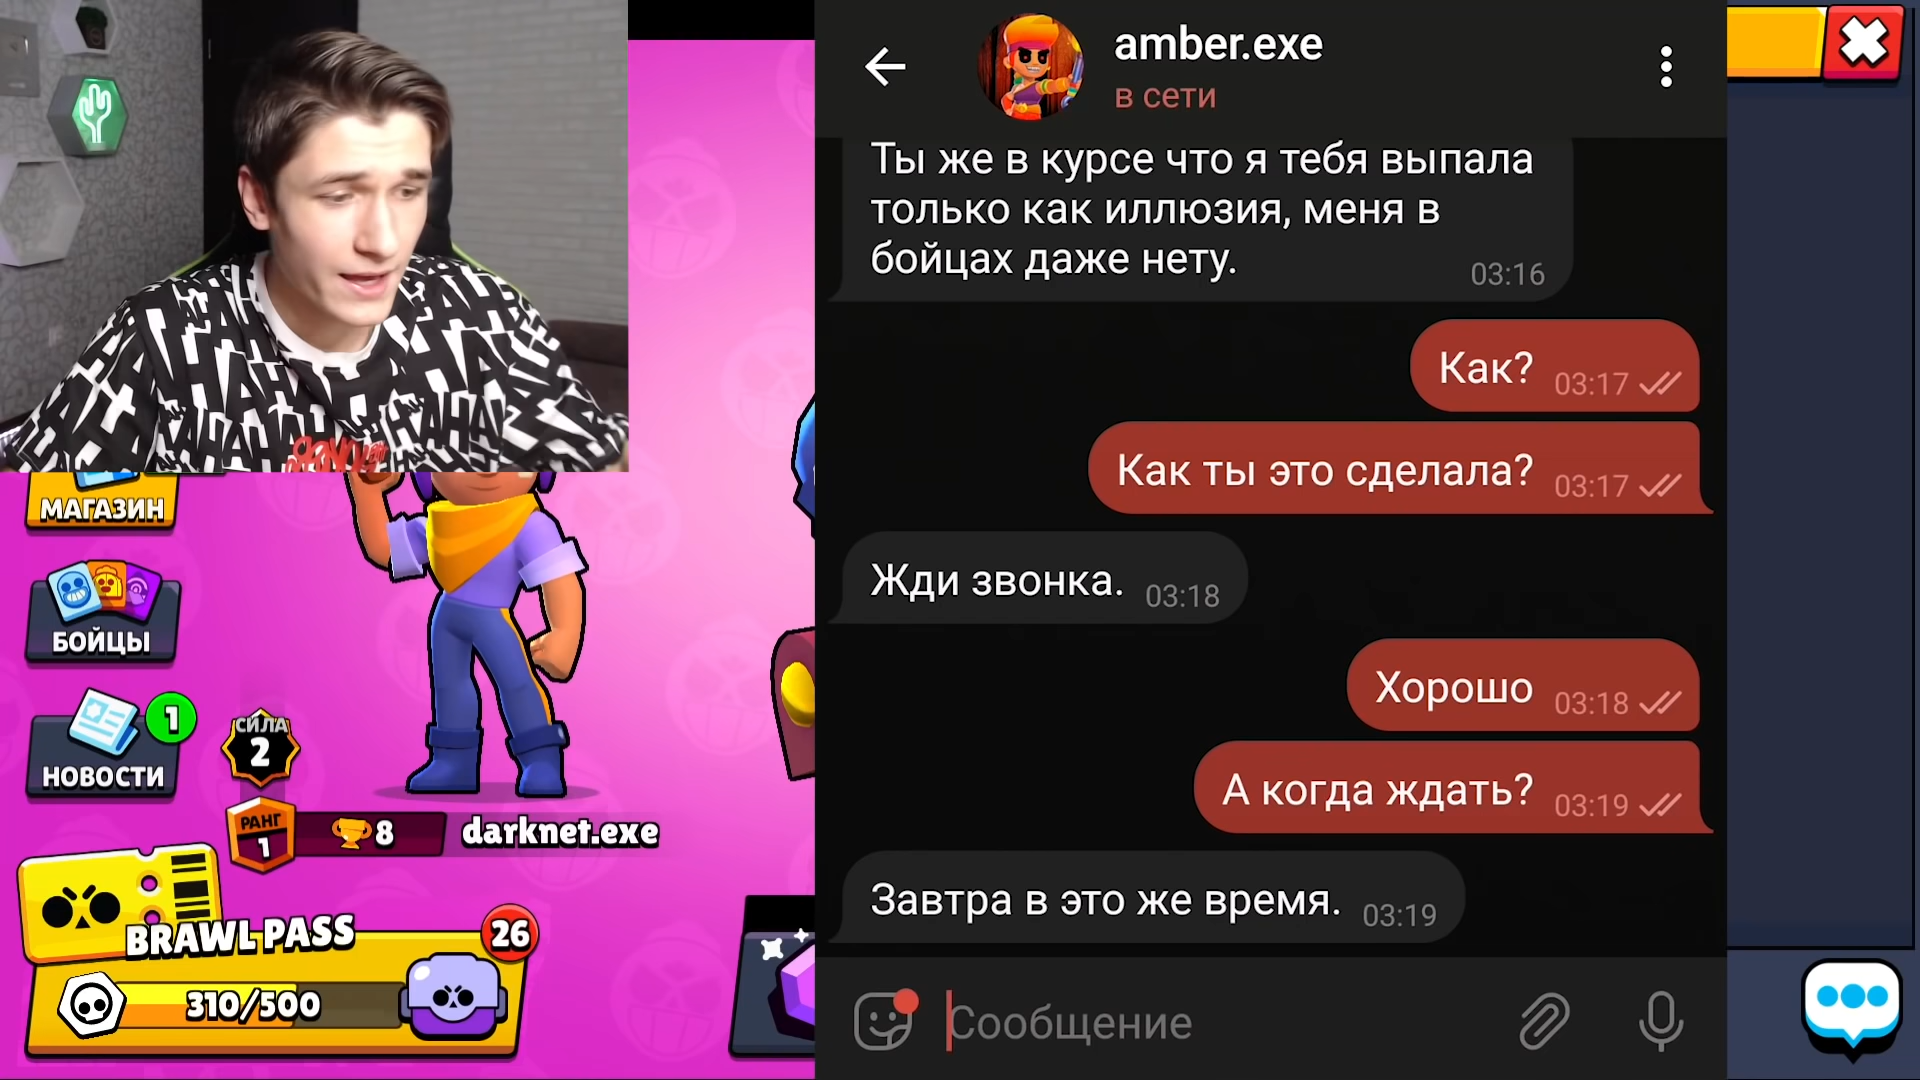 amber.exe
в сети
Ты же в курсе что я тебя выпала
только как иллюзия, меня в
бойцах даже нету.
03:16
Как? 03:17
Как ты это сделала? 03:17
Жди звонка. 03:18
Хорошо 03:18
А когда ждать? 03:19
Завтра в это же время. 03:19
Сообщение
МАГАЗИН
БОЙЦЫ
1
НОВОСТИ
СИЛА
2
РАНГ
1
8
darknet.exe
BRAWL PASS
26
310/500